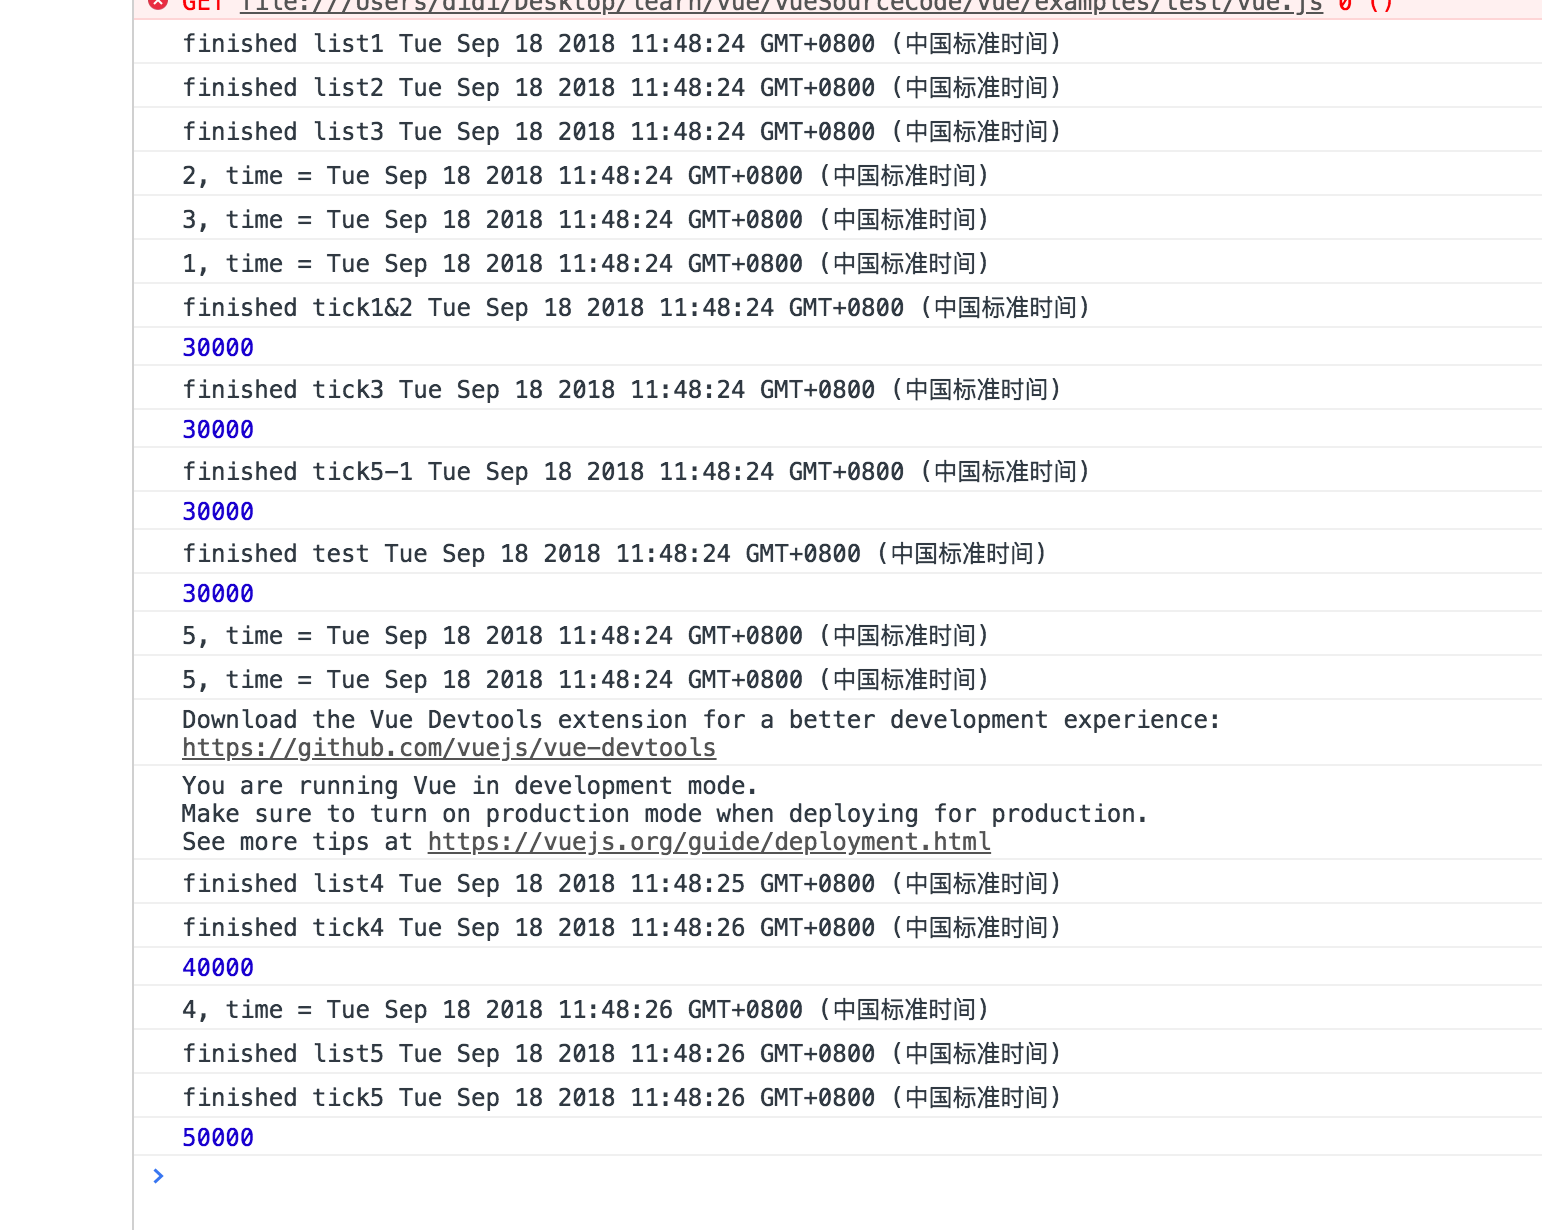 GET file:///Users/didi/Desktop/learn/vue/vueSourceCode/vue/examples/test/vue.js 0 ()
finished list1 Tue Sep 18 2018 11:48:24 GMT+0800 (中国标准时间)
finished list2 Tue Sep 18 2018 11:48:24 GMT+0800 (中国标准时间)
finished list3 Tue Sep 18 2018 11:48:24 GMT+0800 (中国标准时间)
2, time = Tue Sep 18 2018 11:48:24 GMT+0800 (中国标准时间)
3, time = Tue Sep 18 2018 11:48:24 GMT+0800 (中国标准时间)
1, time = Tue Sep 18 2018 11:48:24 GMT+0800 (中国标准时间)
finished tick1&2 Tue Sep 18 2018 11:48:24 GMT+0800 (中国标准时间)
30000
finished tick3 Tue Sep 18 2018 11:48:24 GMT+0800 (中国标准时间)
30000
finished tick5-1 Tue Sep 18 2018 11:48:24 GMT+0800 (中国标准时间)
30000
finished test Tue Sep 18 2018 11:48:24 GMT+0800 (中国标准时间)
30000
5, time = Tue Sep 18 2018 11:48:24 GMT+0800 (中国标准时间)
5, time = Tue Sep 18 2018 11:48:24 GMT+0800 (中国标准时间)
Download the Vue Devtools extension for a better development experience:
https://github.com/vuejs/vue-devtools
You are running Vue in development mode.
Make sure to turn on production mode when deploying for production.
See more tips at https://vuejs.org/guide/deployment.html
finished list4 Tue Sep 18 2018 11:48:25 GMT+0800 (中国标准时间)
finished tick4 Tue Sep 18 2018 11:48:26 GMT+0800 (中国标准时间)
40000
4, time = Tue Sep 18 2018 11:48:26 GMT+0800 (中国标准时间)
finished list5 Tue Sep 18 2018 11:48:26 GMT+0800 (中国标准时间)
finished tick5 Tue Sep 18 2018 11:48:26 GMT+0800 (中国标准时间)
50000